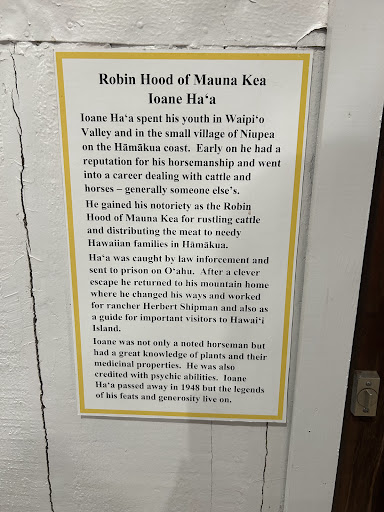 Robin Hood of Mauna Kea
Ioane Haʻa
Ioane Haʻa spent his youth in Waipiʻo
Valley and in the small village of Niupea
on the Hāmākua coast.  Early on he had a
reputation for his horsemanship and went
into a career dealing with cattle and
horses – generally someone else's.
He gained his notoriety as the Robin
Hood of Mauna Kea for rustling cattle
and distributing the meat to needy
Hawaiian families in Hāmākua.
Haʻa was caught by law inforcement and
sent to prison on Oʻahu.  After a clever
escape he returned to his mountain home
where he changed his ways and worked
for rancher Herbert Shipman and also as
a guide for important visitors to Hawaiʻi
Island.
Ioane was not only a noted horseman but
had a great knowledge of plants and their
medicinal properties.  He was also
credited with psychic abilities.  Ioane
Haʻa passed away in 1948 but the legends
of his feats and generosity live on.